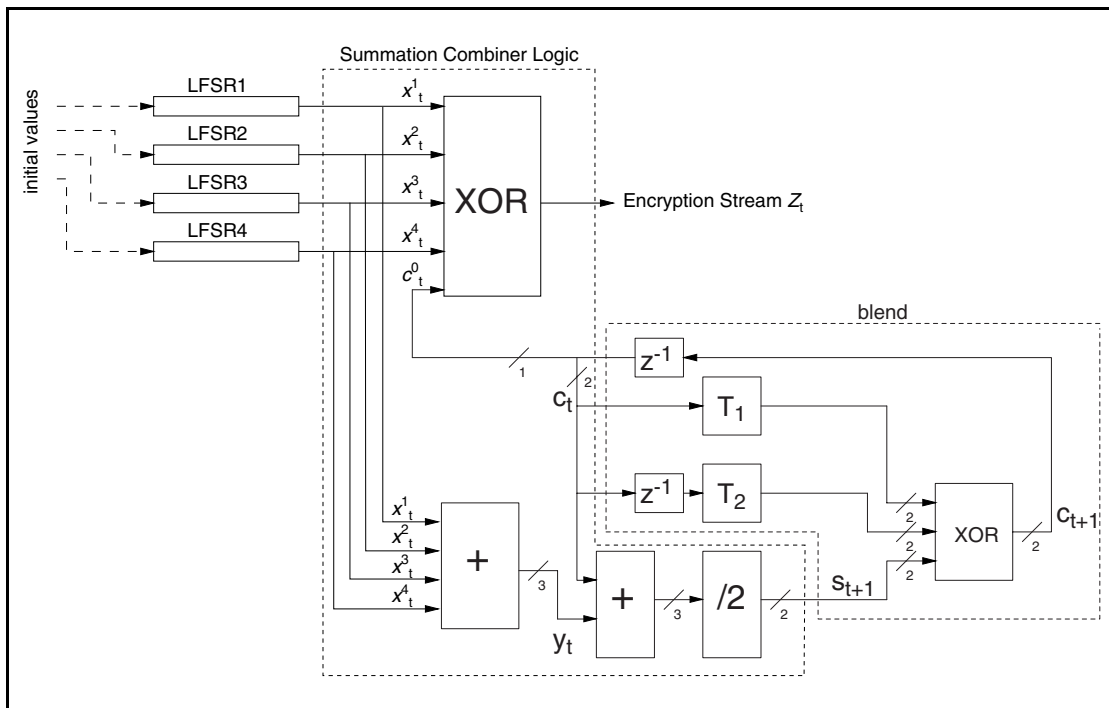 Summation Combiner Logic
initial values
LFSR1
LFSR2
LFSR3
LFSR4
x¹ₜ
x²ₜ
x³ₜ
x⁴ₜ
c⁰ₜ
XOR
Encryption Stream Zₜ
blend
1
2
cₜ
z⁻¹
T₁
z⁻¹
T₂
2
2
2
XOR
2
cₜ₊₁
x¹ₜ
x²ₜ
x³ₜ
x⁴ₜ
+
3
yₜ
+
3
/2
2
sₜ₊₁